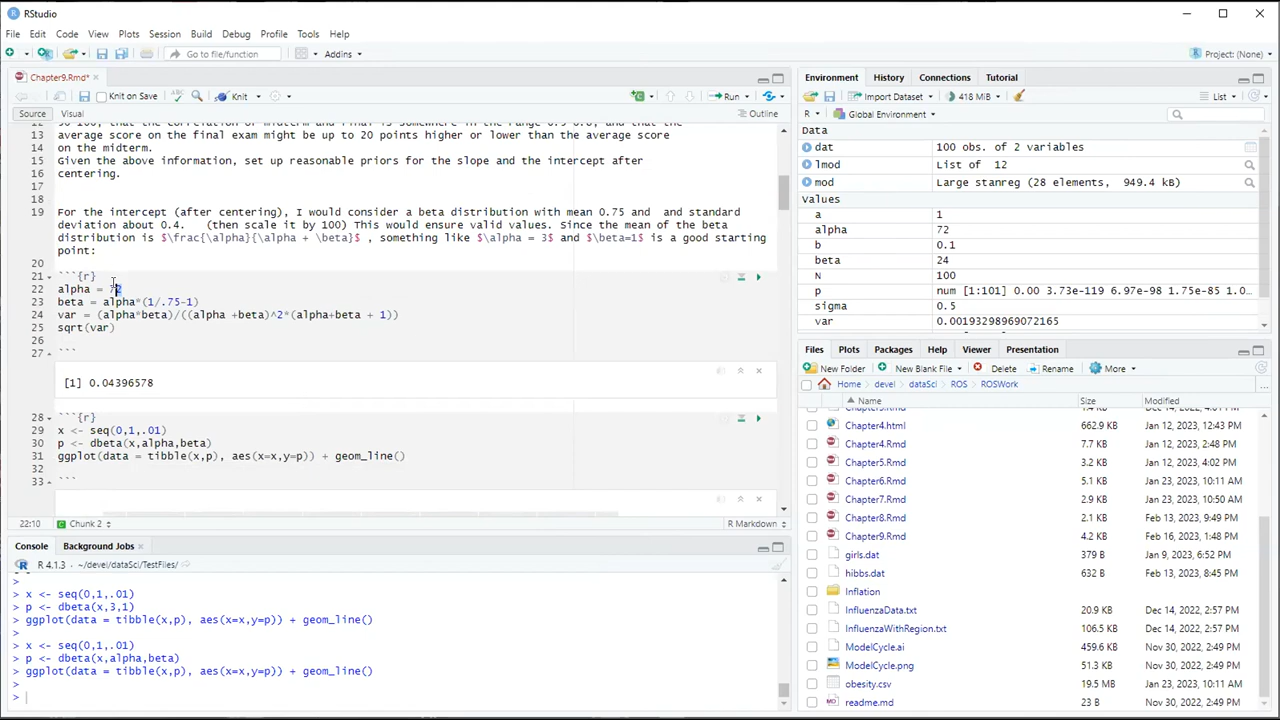 RStudio
File Edit Code View Plots Session Build Debug Profile Tools Help
Go to file/function
Addins
Project: (None)
Chapter9.Rmd*
Knit on Save
Knit
Run
Source Visual
Outline
13 average score on the final exam might be up to 20 points higher or lower than the average score
14 on the midterm.
15 Given the above information, set up reasonable priors for the slope and the intercept after
16 centering.
17
18
19 For the intercept (after centering), I would consider a beta distribution with mean 0.75 and  and standard
deviation about 0.4.   (then scale it by 100) This would ensure valid values. Since the mean of the beta
distribution is $\frac{\alpha}{\alpha + \beta}$ , something like $\alpha = 3$ and $\beta=1$ is a good starting
point:
20
21 ```{r}
22 alpha = 72
23 beta = alpha*(1/.75-1)
24 var = (alpha*beta)/((alpha +beta)^2*(alpha+beta + 1))
25 sqrt(var)
26
27 ```
[1] 0.04396578
28 ```{r}
29 x <- seq(0,1,.01)
30 p <- dbeta(x,alpha,beta)
31 ggplot(data = tibble(x,p), aes(x=x,y=p)) + geom_line()
32
33 ```
22:10 Chunk 2 R Markdown
Console Background Jobs
R 4.1.3 · ~/devel/dataSci/TestFiles/
>
> x <- seq(0,1,.01)
> p <- dbeta(x,3,1)
> ggplot(data = tibble(x,p), aes(x=x,y=p)) + geom_line()
>
> x <- seq(0,1,.01)
> p <- dbeta(x,alpha,beta)
> ggplot(data = tibble(x,p), aes(x=x,y=p)) + geom_line()
>
>
Environment History Connections Tutorial
Import Dataset 418 MiB List
R Global Environment
Data
dat 100 obs. of 2 variables
lmod List of  12
mod Large stanreg (28 elements,  949.4 kB)
Values
a 1
alpha 72
b 0.1
beta 24
N 100
p num [1:101] 0.00 3.73e-119 6.97e-98 1.75e-85 1.0...
sigma 0.5
var 0.00193298969072165
Files Plots Packages Help Viewer Presentation
New Folder New Blank File Delete Rename More
Home devel dataSci ROS ROSWork ...
Name Size Modified
Chapter4.html 662.9 KB Jan 12, 2023, 12:43 PM
Chapter4.Rmd 7.7 KB Jan 12, 2023, 2:48 PM
Chapter5.Rmd 3.2 KB Jan 12, 2023, 4:02 PM
Chapter6.Rmd 5.1 KB Jan 23, 2023, 10:11 AM
Chapter7.Rmd 2.9 KB Jan 23, 2023, 10:50 AM
Chapter8.Rmd 2.1 KB Feb 13, 2023, 9:49 PM
Chapter9.Rmd 4.2 KB Feb 16, 2023, 1:48 PM
girls.dat 379 B Jan 9, 2023, 6:52 PM
hibbs.dat 632 B Feb 13, 2023, 8:45 PM
Inflation
InfluenzaData.txt 20.9 KB Dec 14, 2022, 2:57 PM
InfluenzaWithRegion.txt 106.5 KB Dec 14, 2022, 2:57 PM
ModelCycle.ai 459.6 KB Nov 30, 2022, 2:49 PM
ModelCycle.png 51.3 KB Nov 30, 2022, 2:49 PM
obesity.csv 19.5 MB Jan 23, 2023, 10:11 AM
readme.md 23 B Nov 30, 2022, 2:49 PM